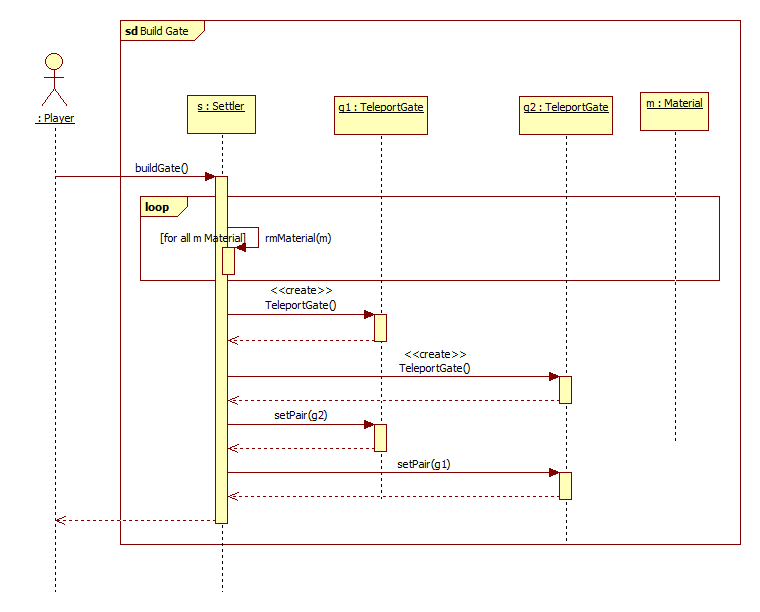 sd Build Gate
: Player
s : Settler
g1 : TeleportGate
g2 : TeleportGate
m : Material
buildGate()
loop
[for all m Material]
rmMaterial(m)
<<create>>
TeleportGate()
<<create>>
TeleportGate()
setPair(g2)
setPair(g1)